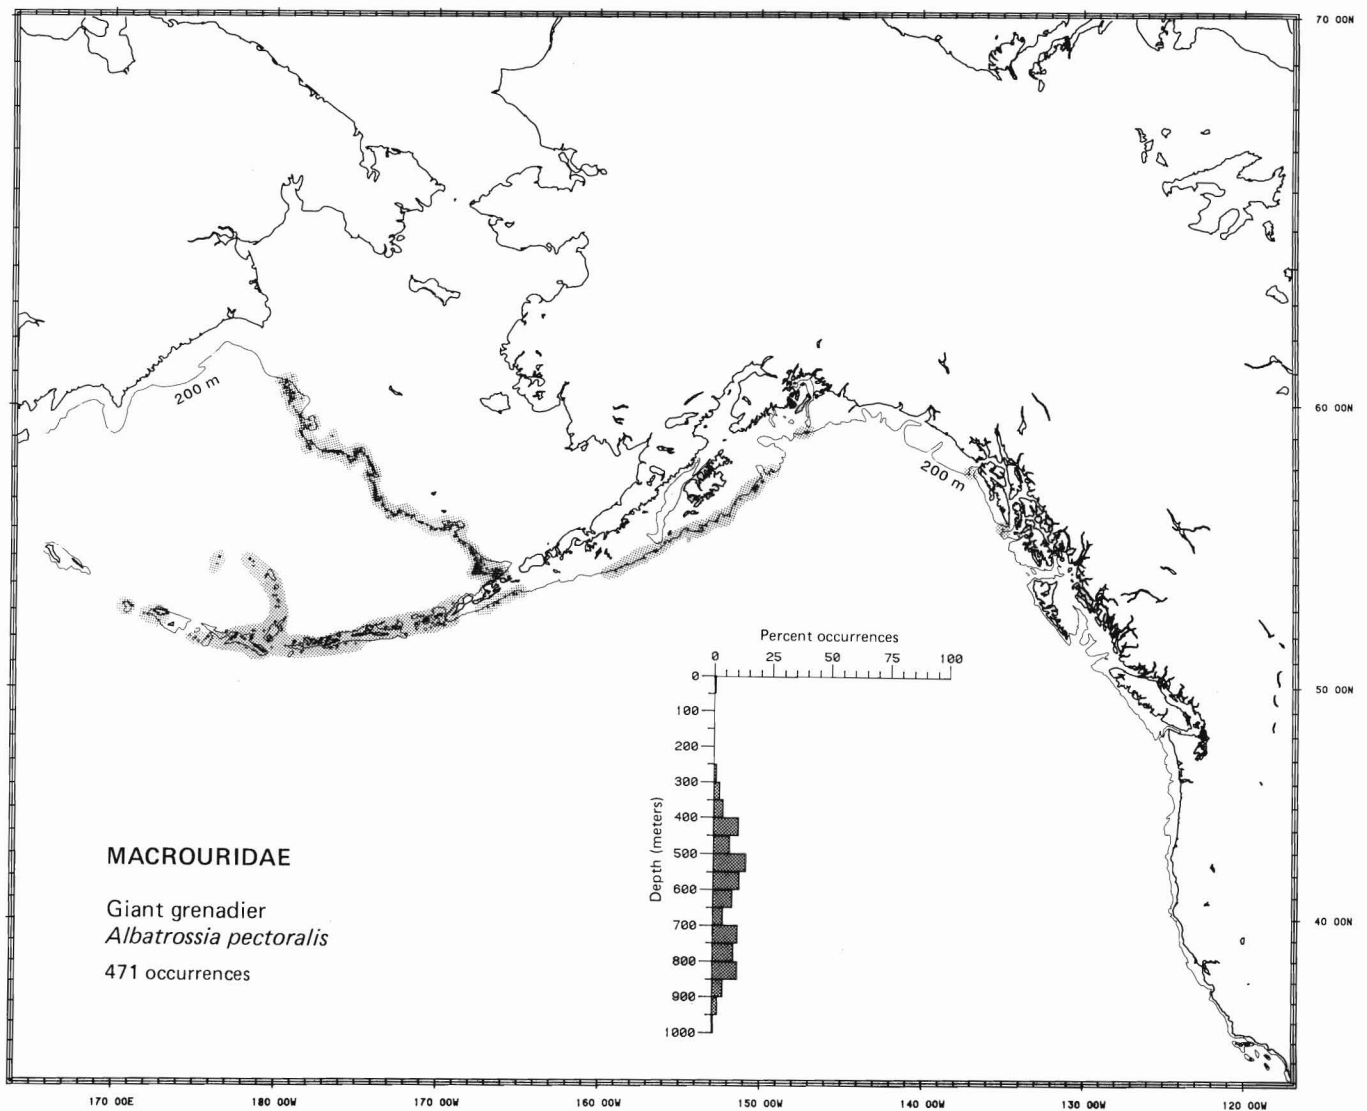 70 00N
200 m
60 00N
200 m
Percent occurrences
0 25 50 75 100
50 00N
0
100
200
300
400
500
600
700
800
900
1000
Depth (meters)
40 00N
MACROURIDAE
Giant grenadier
Albatrossia pectoralis
471 occurrences
170 00E 180 00W 170 00W 160 00W 150 00W 140 00W 130 00W 120 00W